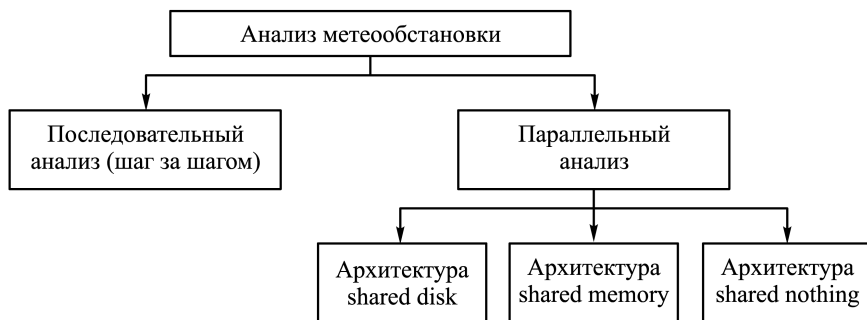 Анализ метеообстановки
Последовательный
анализ (шаг за шагом)
Параллельный
анализ
Архитектура
shared disk
Архитектура
shared memory
Архитектура
shared nothing